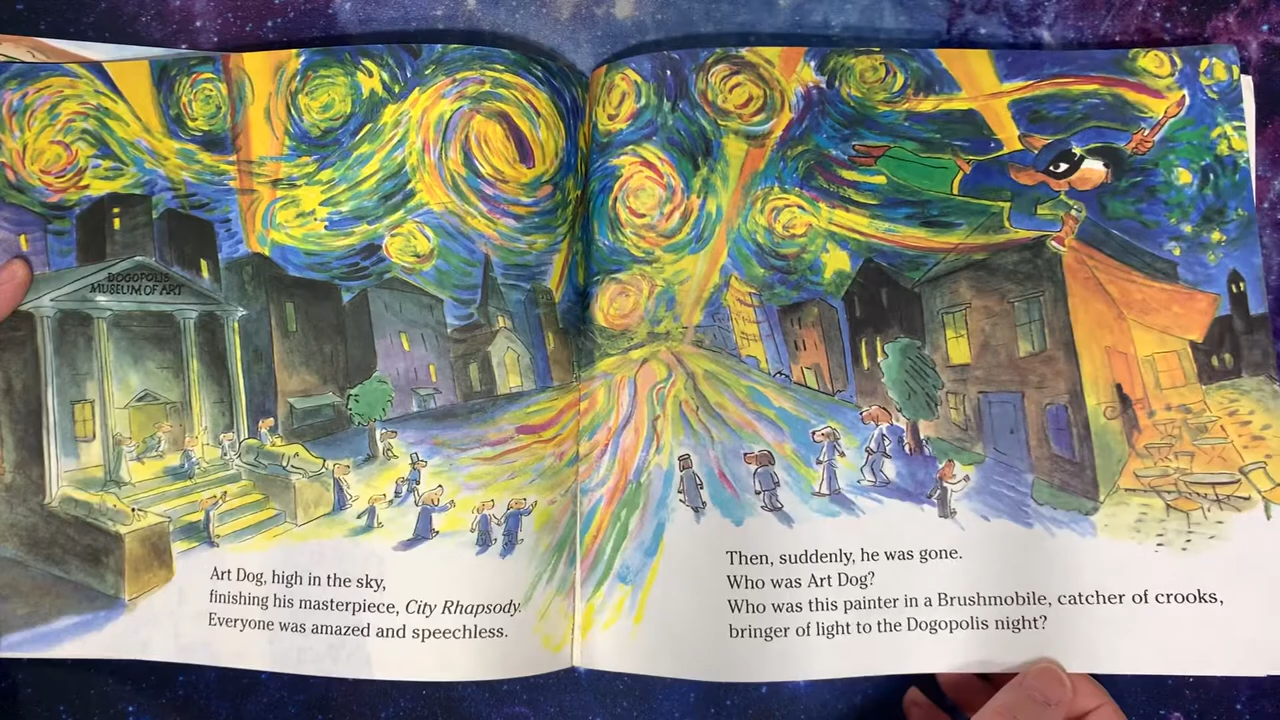 DOGOPOLIS
MUSEUM OF ART
Art Dog, high in the sky,
finishing his masterpiece, City Rhapsody.
Everyone was amazed and speechless.
Then, suddenly, he was gone.
Who was Art Dog?
Who was this painter in a Brushmobile, catcher of crooks,
bringer of light to the Dogopolis night?